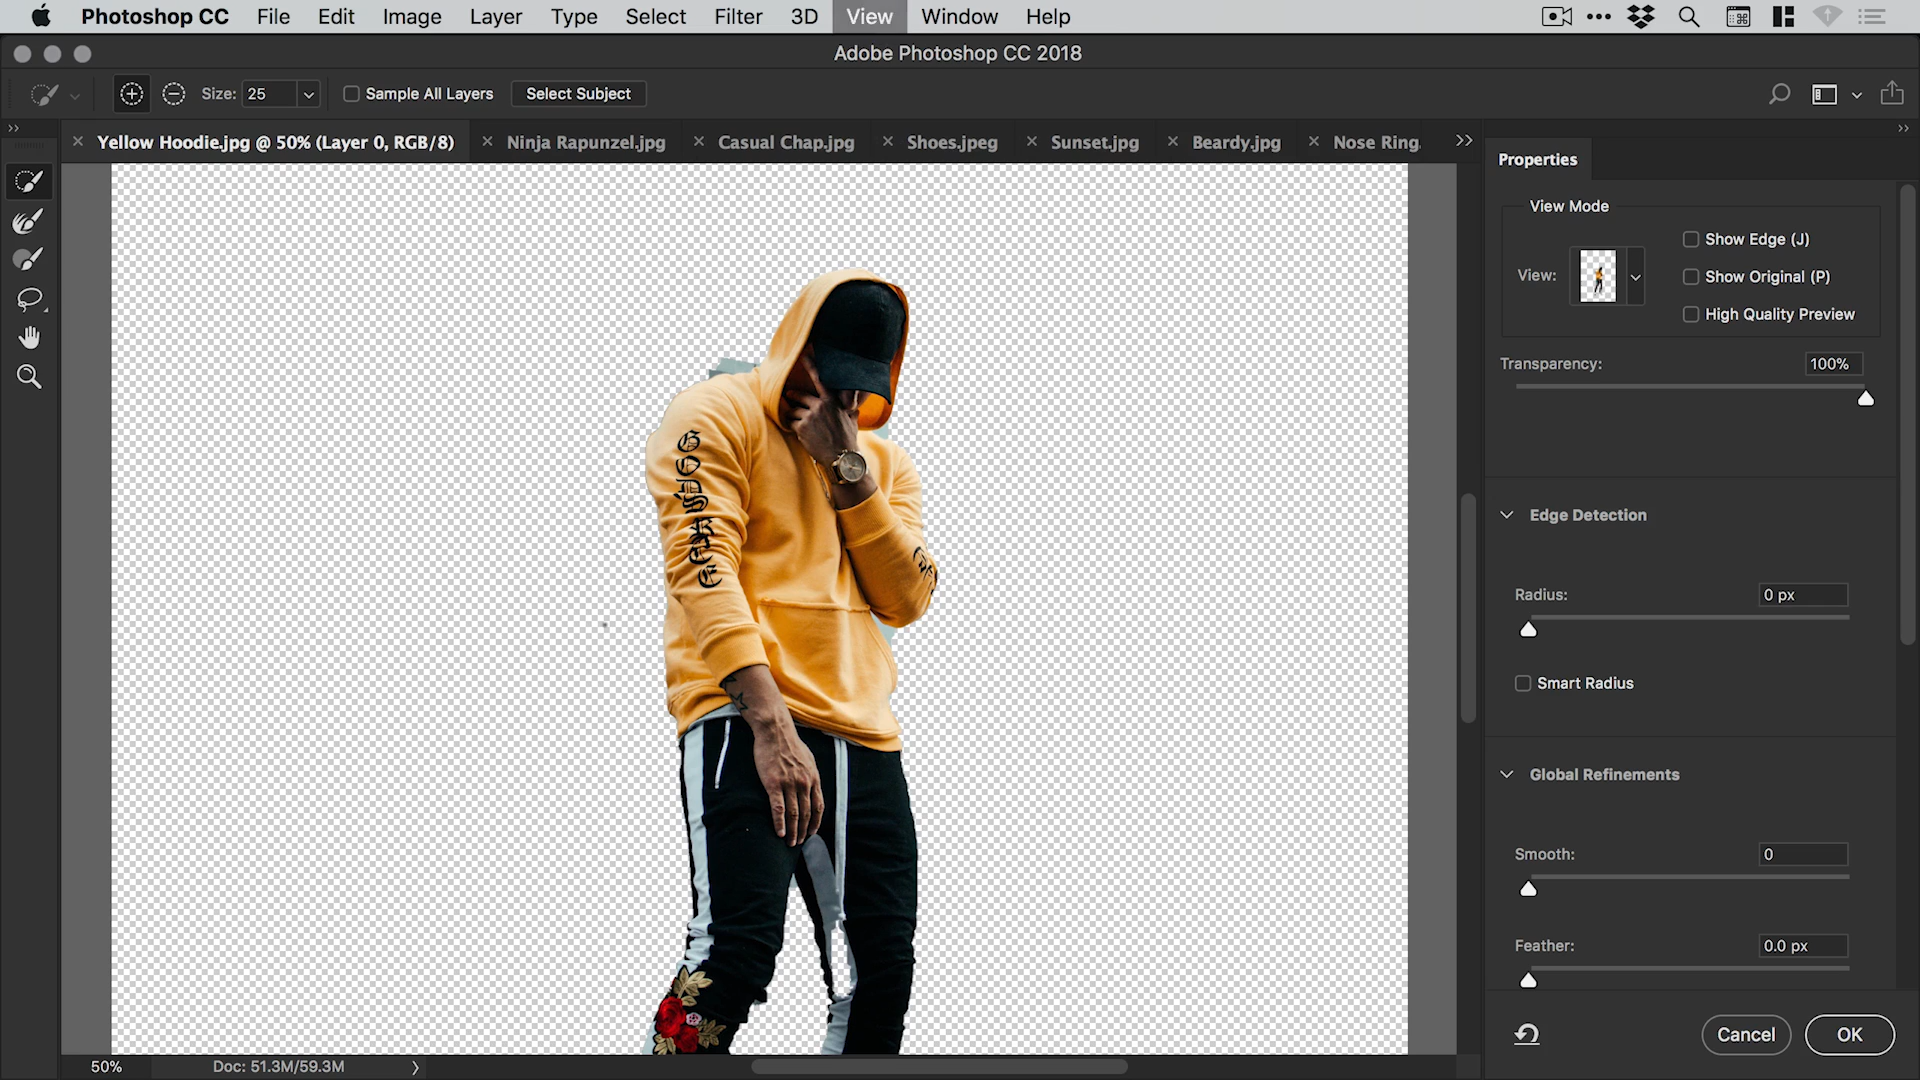 Photoshop CC File Edit Image Layer Type Select Filter 3D View Window Help
Adobe Photoshop CC 2018
Size: 25 Sample All Layers Select Subject
Yellow Hoodie.jpg @ 50% (Layer 0, RGB/8) Ninja Rapunzel.jpg Casual Chap.jpg Shoes.jpeg Sunset.jpg Beardy.jpg Nose Ring.
Properties
View Mode
Show Edge (J)
View:
Show Original (P)
High Quality Preview
Transparency: 100%
Edge Detection
Radius: 0 px
Smart Radius
Global Refinements
Smooth: 0
Feather: 0.0 px
Cancel OK
50% Doc: 51.3M/59.3M